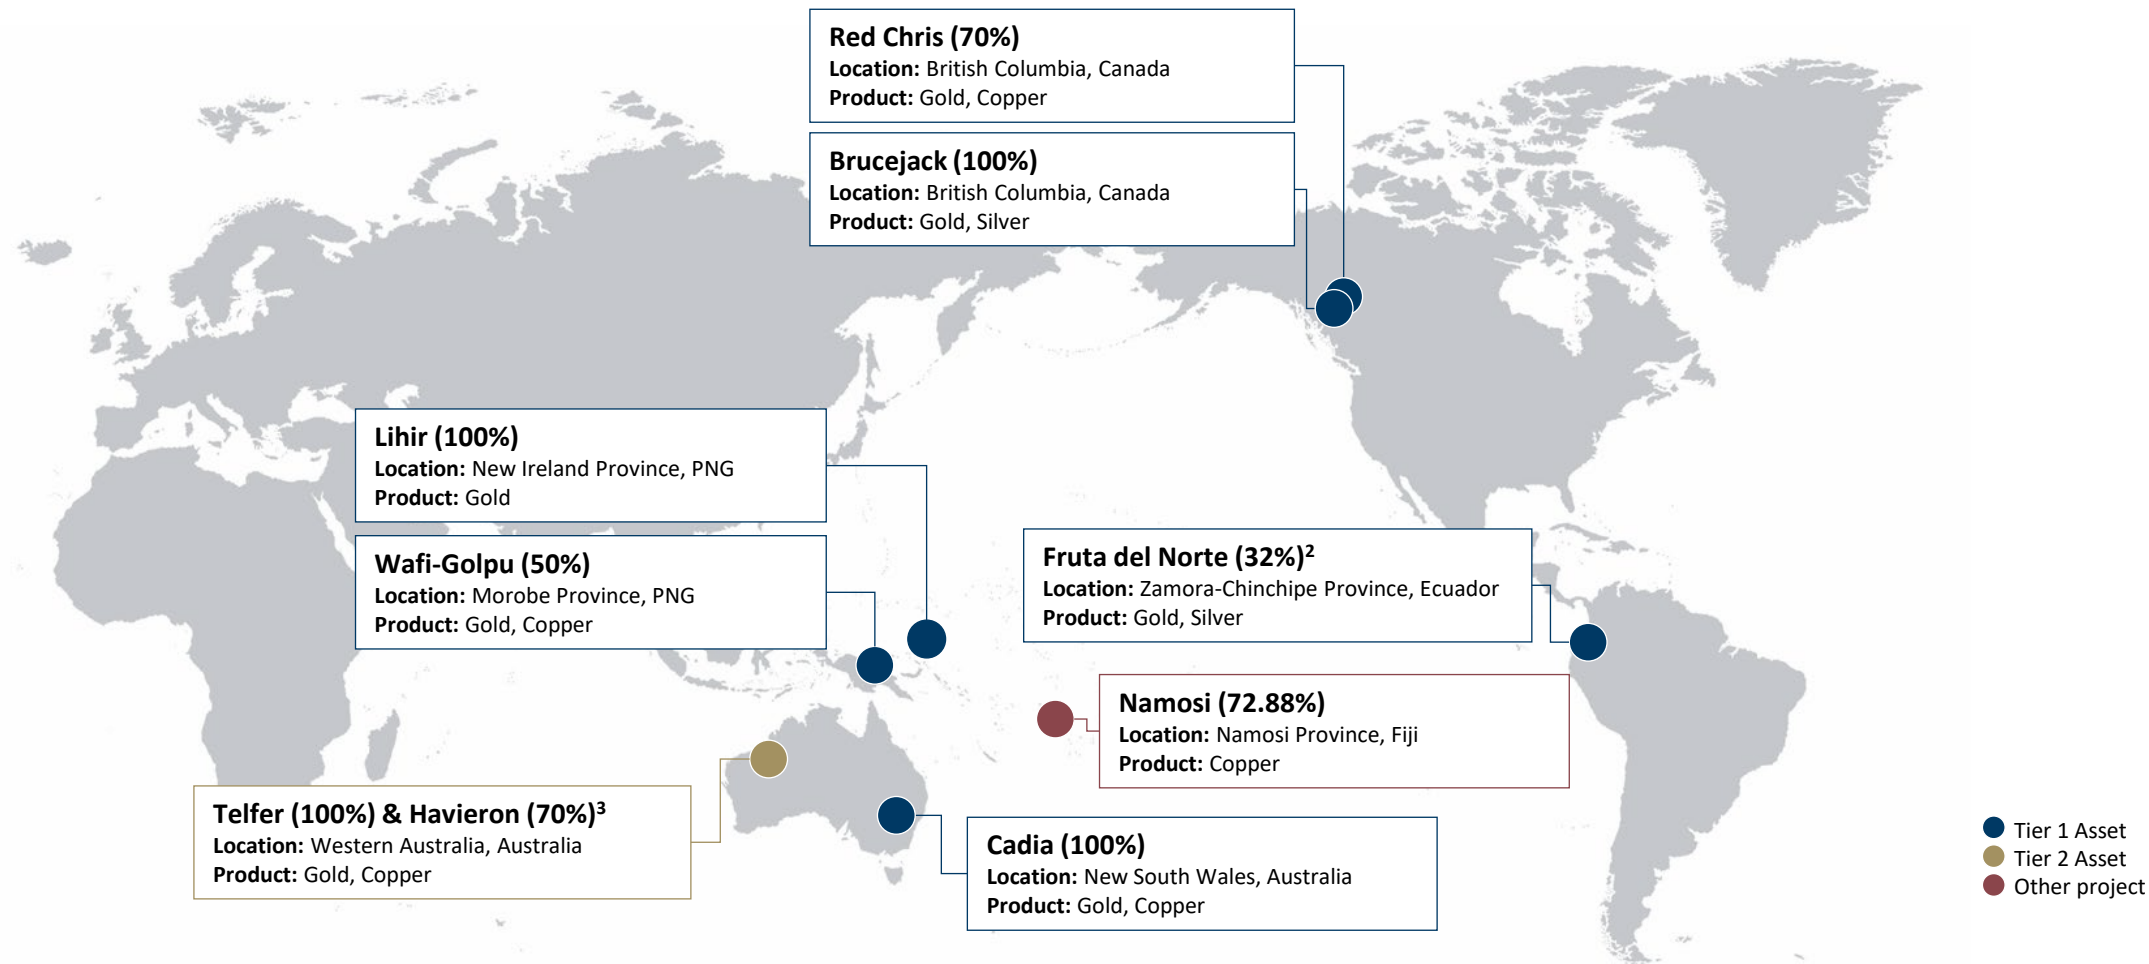 Red Chris (70%)
Location: British Columbia, Canada
Product: Gold, Copper
Brucejack (100%)
Location: British Columbia, Canada
Product: Gold, Silver
Lihir (100%)
Location: New Ireland Province, PNG
Product: Gold
Wafi-Golpu (50%)
Location: Morobe Province, PNG
Product: Gold, Copper
Fruta del Norte (32%)²
Location: Zamora-Chinchipe Province, Ecuador
Product: Gold, Silver
Namosi (72.88%)
Location: Namosi Province, Fiji
Product: Copper
Telfer (100%) & Havieron (70%)³
Location: Western Australia, Australia
Product: Gold, Copper
Cadia (100%)
Location: New South Wales, Australia
Product: Gold, Copper
Tier 1 Asset
Tier 2 Asset
Other project